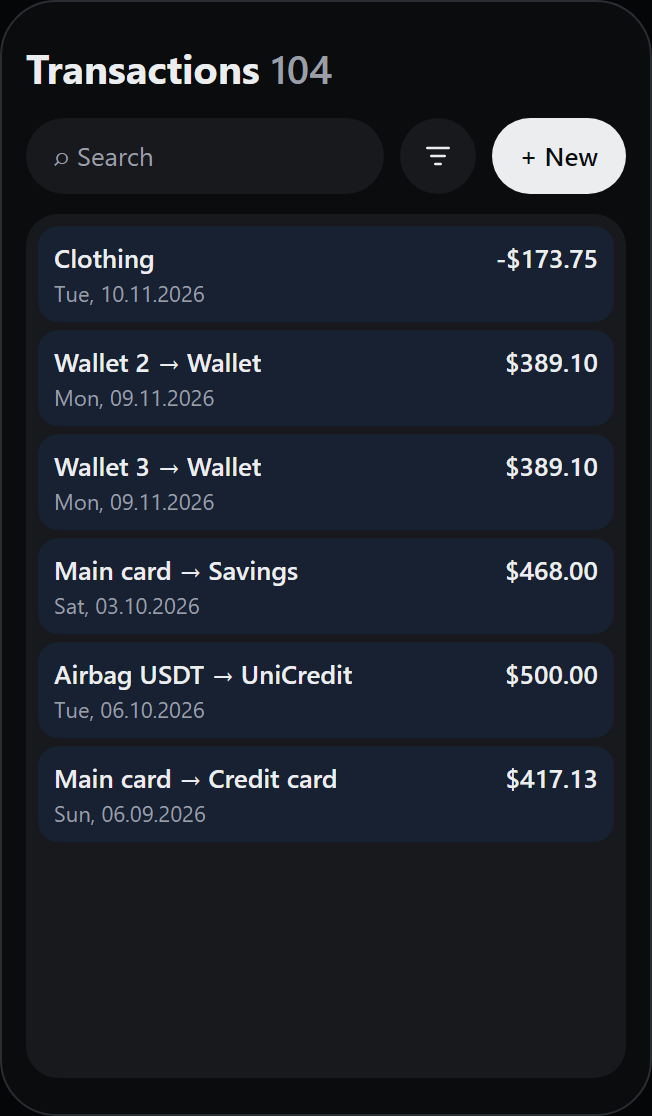 Transactions 104
⌕ Search
+ New
Clothing -$173.75
Tue, 10.11.2026
Wallet 2 → Wallet $389.10
Mon, 09.11.2026
Wallet 3 → Wallet $389.10
Mon, 09.11.2026
Main card → Savings $468.00
Sat, 03.10.2026
Airbag USDT → UniCredit $500.00
Tue, 06.10.2026
Main card → Credit card $417.13
Sun, 06.09.2026